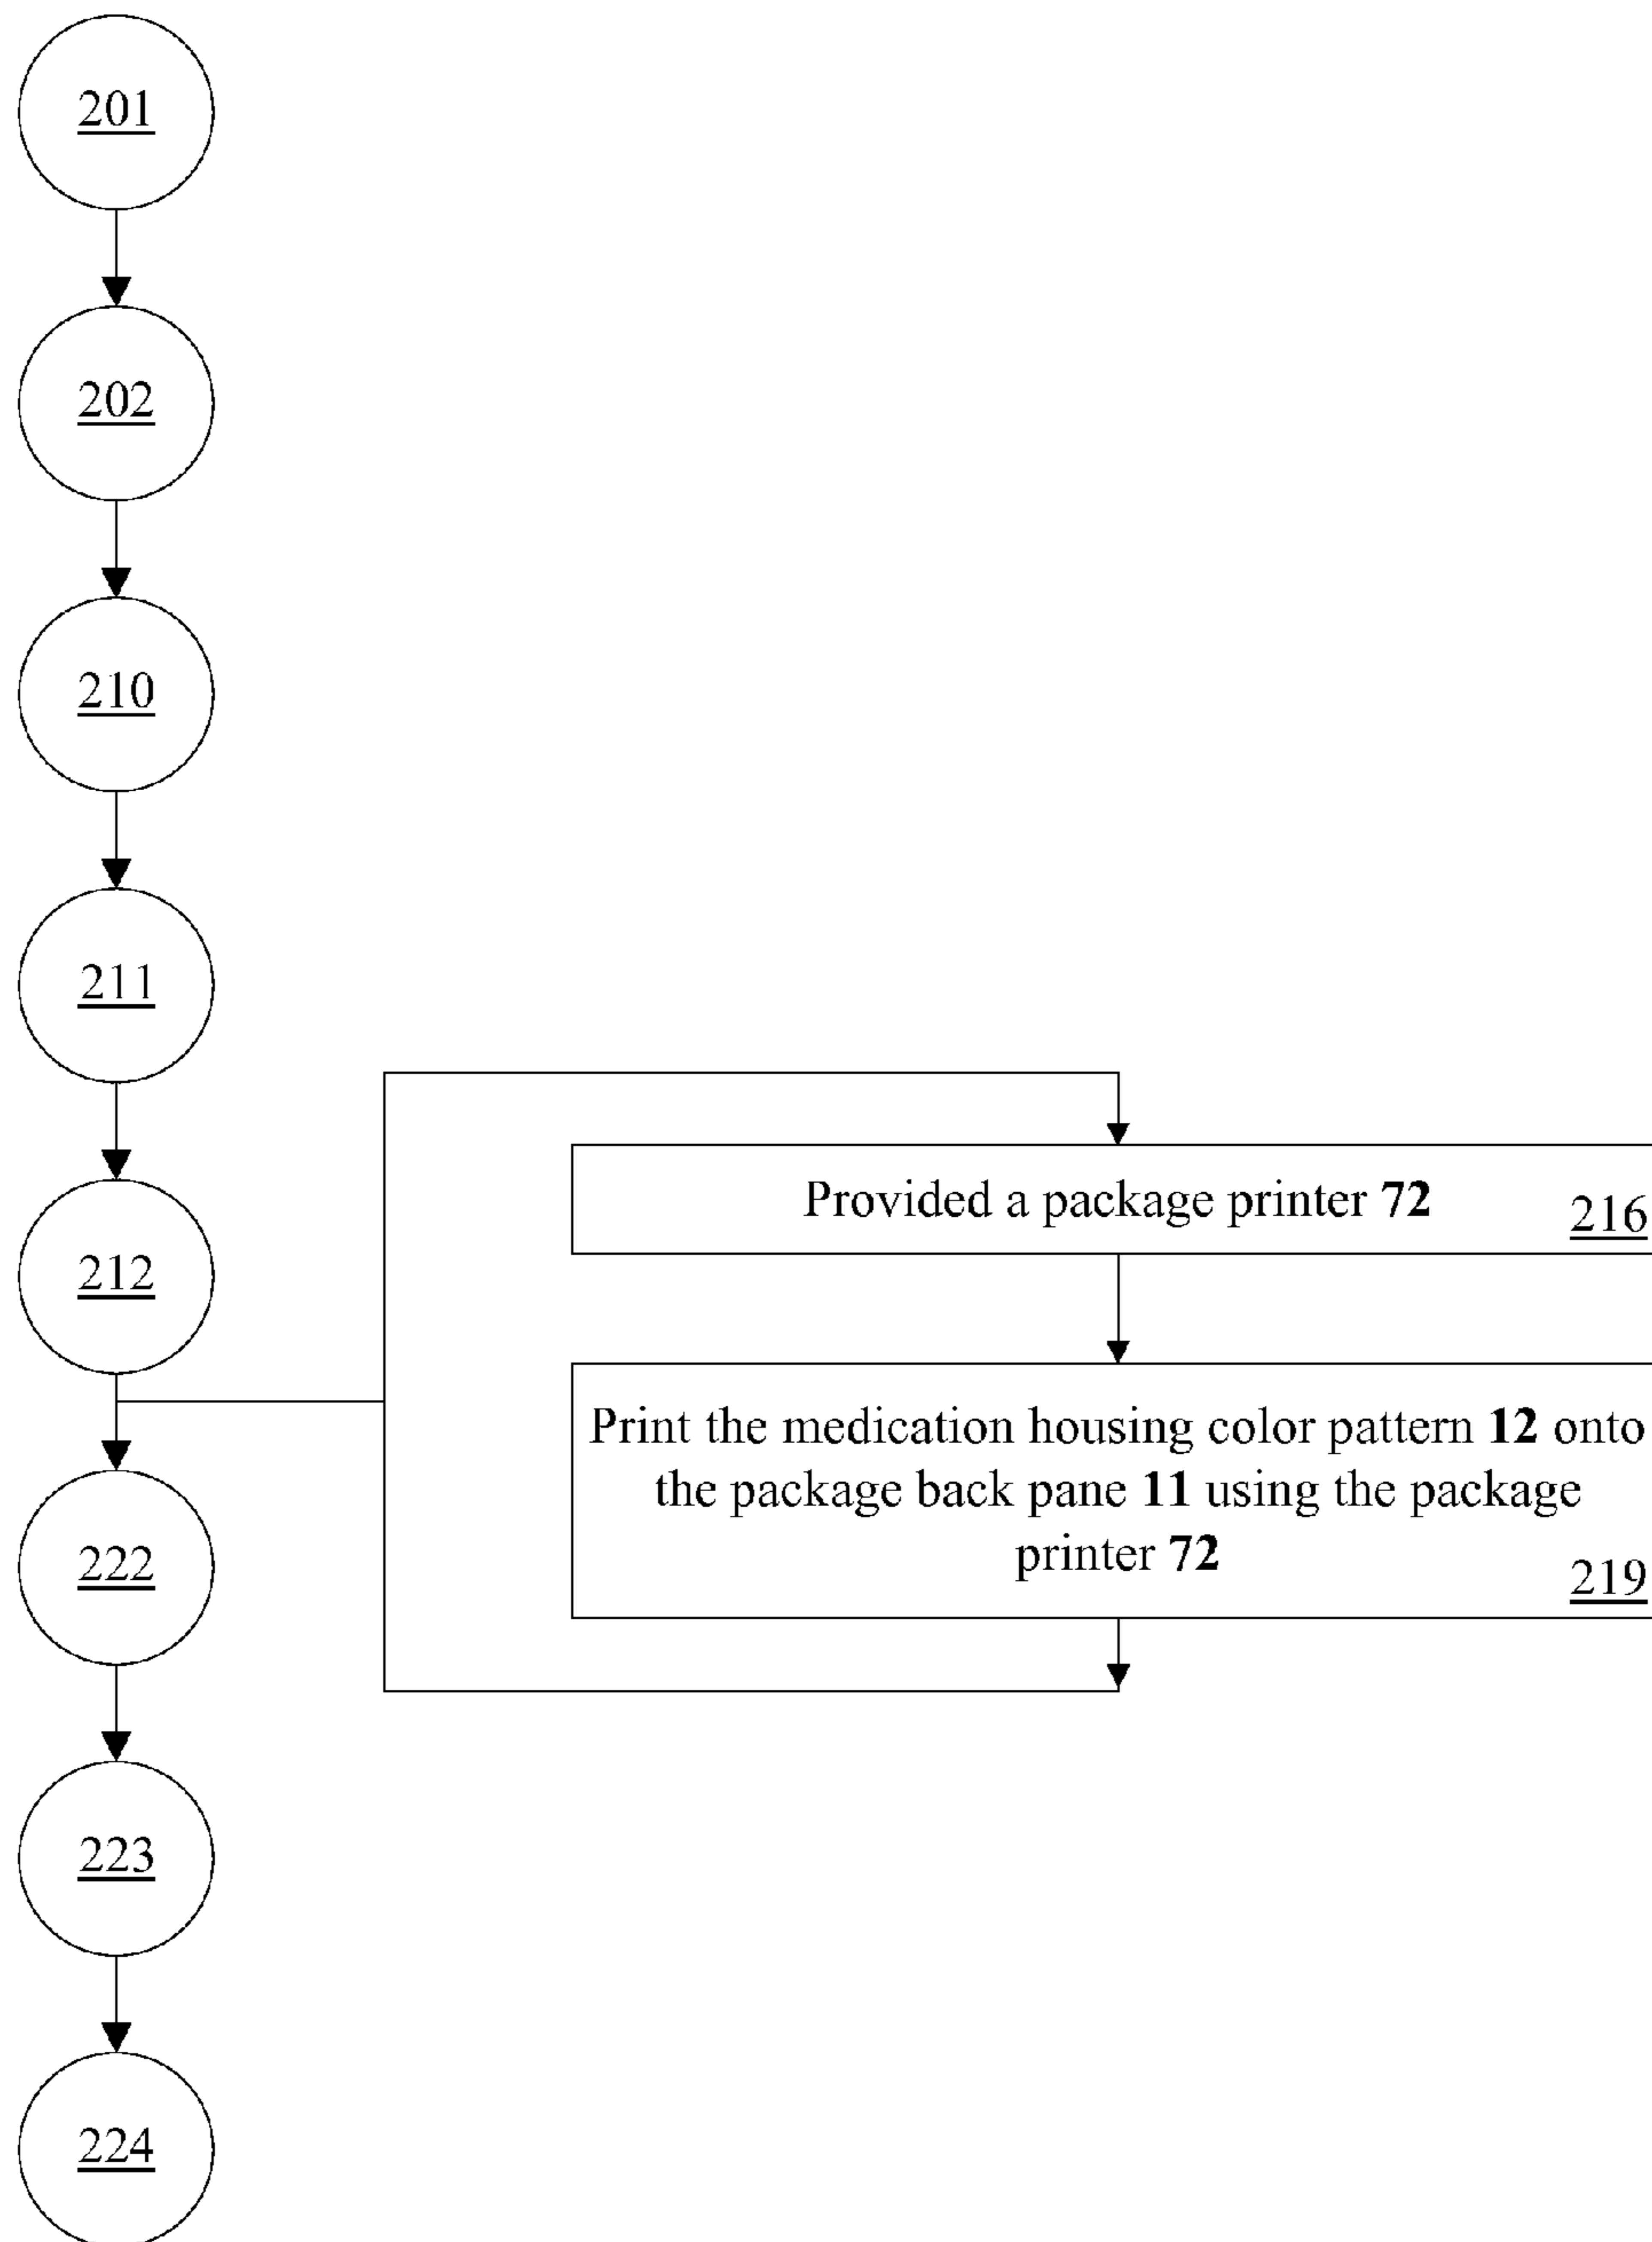 201
202
210
211
212
Provided a package printer 72
216
Print the medication housing color pattern 12 onto
the package back pane 11 using the package
printer 72
219
222
223
224